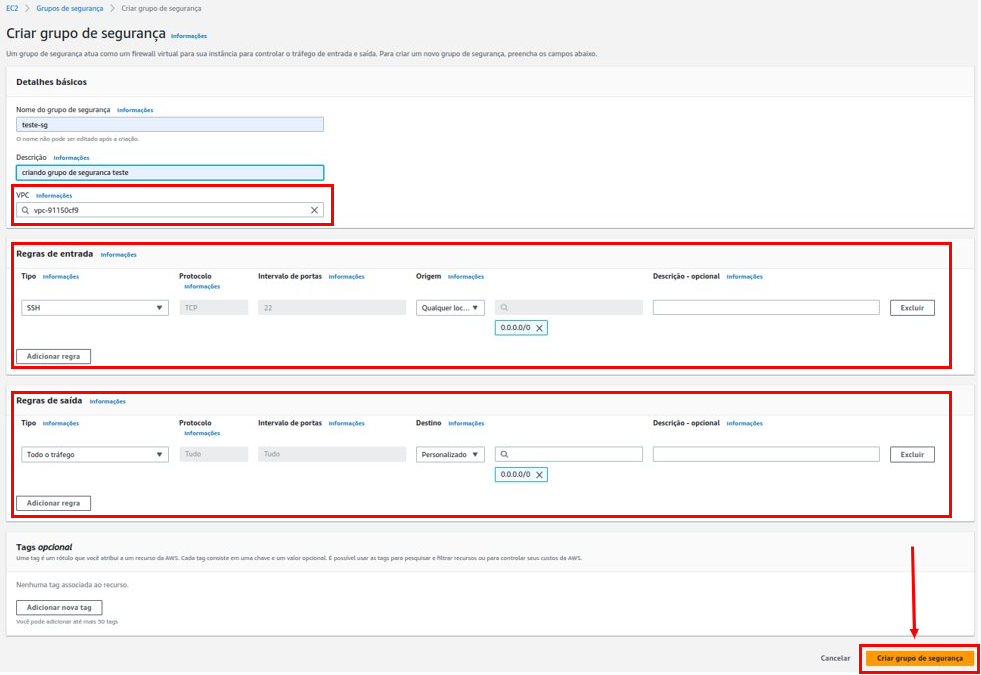 EC2 > Grupos de segurança > Criar grupo de segurança
Criar grupo de segurança Informações
Um grupo de segurança atua como um firewall virtual para sua instância para controlar o tráfego de entrada e saída. Para criar um novo grupo de segurança, preencha os campos abaixo.
Detalhes básicos
Nome do grupo de segurança Informações
teste-sg
O nome não pode ser editado após a criação.
Descrição Informações
criando grupo de seguranca teste
VPC Informações
vpc-91150cf9
Regras de entrada Informações
Tipo Informações Protocolo Informações Intervalo de portas Informações Origem Informações Descrição - opcional Informações
SSH TCP 22 Qualquer loc... Excluir
0.0.0.0/0
Adicionar regra
Regras de saída Informações
Tipo Informações Protocolo Informações Intervalo de portas Informações Destino Informações Descrição - opcional Informações
Todo o tráfego Tudo Tudo Personalizado Excluir
0.0.0.0/0
Adicionar regra
Tags opcional
Uma tag é um rótulo que você atribui a um recurso da AWS. Cada tag consiste em uma chave e um valor opcional. É possível usar as tags para pesquisar e filtrar recursos ou para controlar seus custos da AWS.
Nenhuma tag associada ao recurso.
Adicionar nova tag
Você pode adicionar até mais 50 tags
Cancelar Criar grupo de segurança